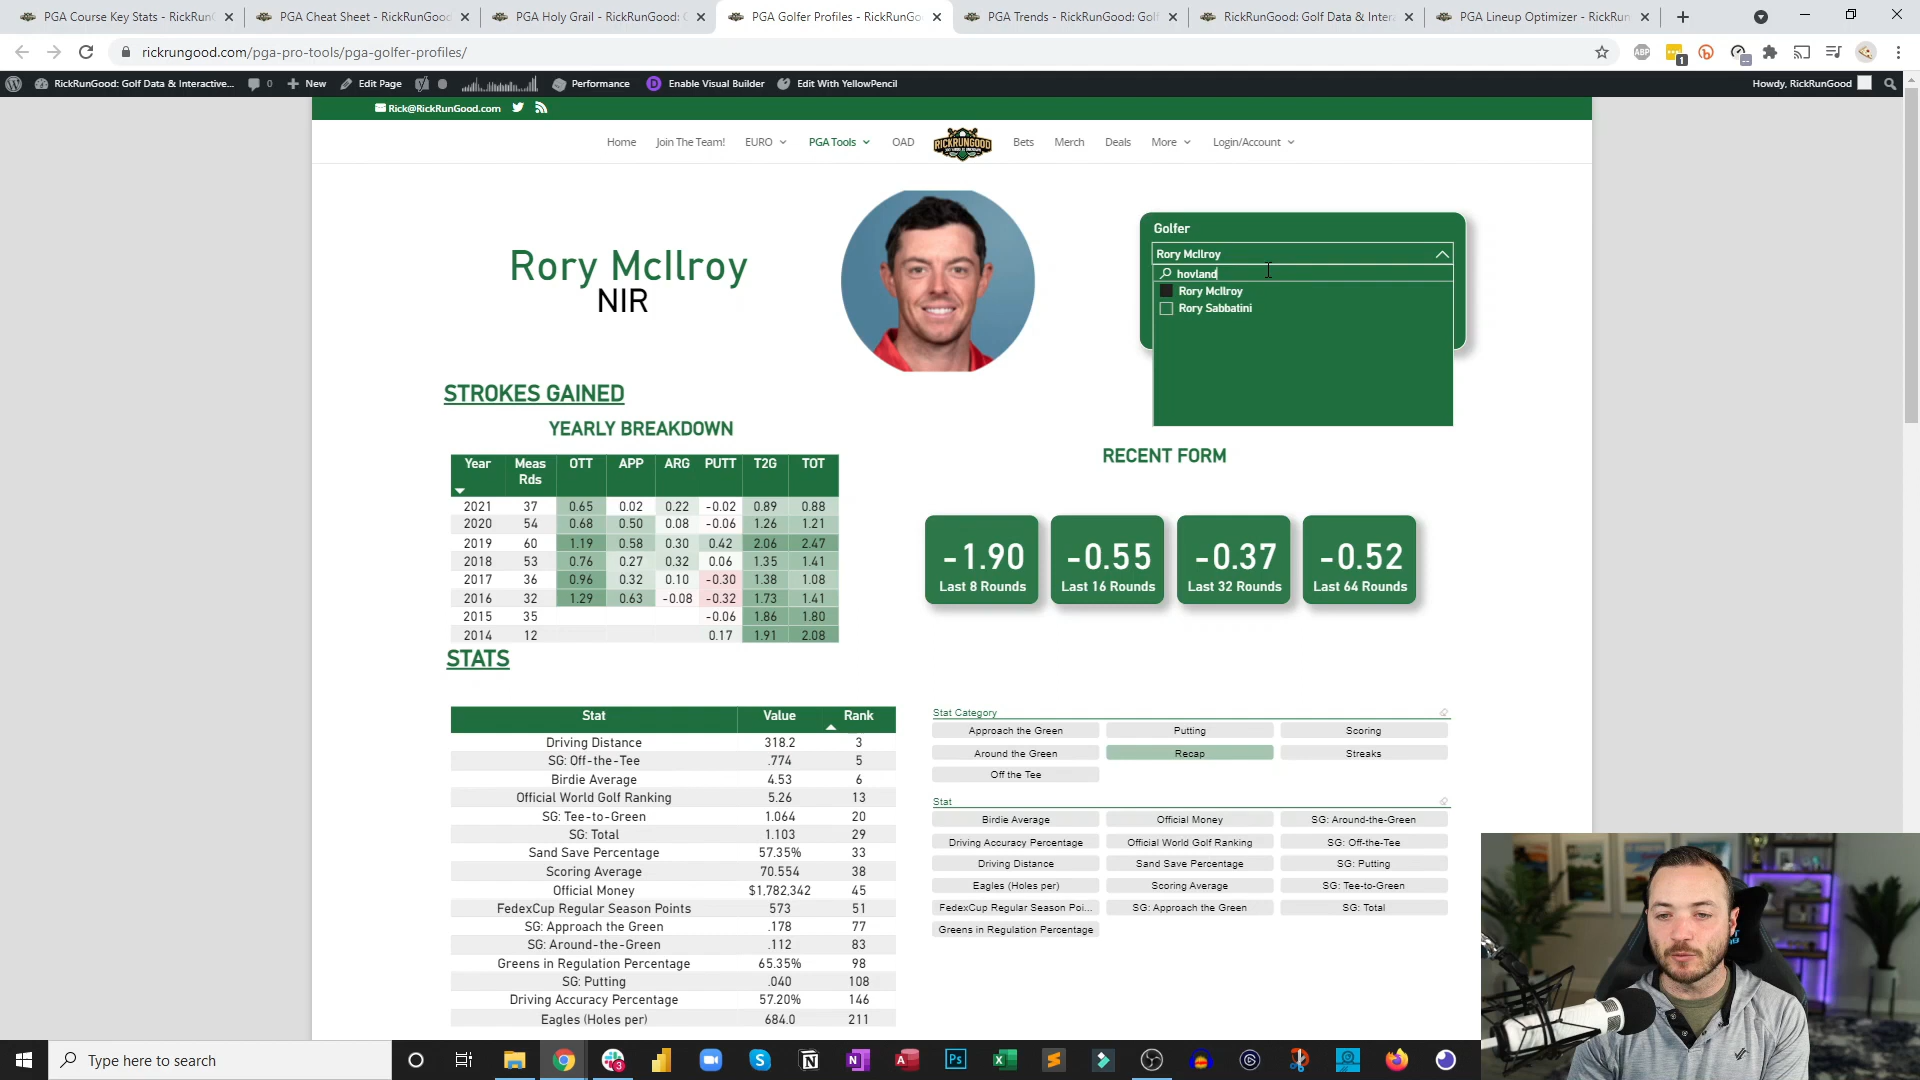 PGA Course Key Stats - RickRun
PGA Cheat Sheet - RickRunGood
PGA Holy Grail - RickRunGood:
PGA Golfer Profiles - RickRunGo
PGA Trends - RickRunGood: Golf
RickRunGood: Golf Data & Inter
PGA Lineup Optimizer - RickRun
rickrungood.com/pga-pro-tools/pga-golfer-profiles/
ABP
1
RickRunGood: Golf Data & Interactive...
0
New
Edit Page
Performance
Enable Visual Builder
Edit With YellowPencil
Howdy, RickRunGood
Rick@RickRunGood.com
Home
Join The Team!
EURO
PGA Tools
OAD
RICKRUNGOOD
Bets
Merch
Deals
More
Login/Account
Rory McIlroy
NIR
Golfer
Rory McIlroy
hovland
Rory McIlroy
Rory Sabbatini
STROKES GAINED
YEARLY BREAKDOWN
Year Meas Rds OTT APP ARG PUTT T2G TOT
2021 37 0.65 0.02 0.22 -0.02 0.89 0.88
2020 54 0.68 0.50 0.08 -0.06 1.26 1.21
2019 60 1.19 0.58 0.30 0.42 2.06 2.47
2018 53 0.76 0.27 0.32 0.06 1.35 1.41
2017 36 0.96 0.32 0.10 -0.30 1.38 1.08
2016 32 1.29 0.63 -0.08 -0.32 1.73 1.41
2015 35 -0.06 1.86 1.80
2014 12 0.17 1.91 2.08
RECENT FORM
-1.90
Last 8 Rounds
-0.55
Last 16 Rounds
-0.37
Last 32 Rounds
-0.52
Last 64 Rounds
STATS
Stat Value Rank
Driving Distance 318.2 3
SG: Off-the-Tee .774 5
Birdie Average 4.53 6
Official World Golf Ranking 5.26 13
SG: Tee-to-Green 1.064 20
SG: Total 1.103 29
Sand Save Percentage 57.35% 33
Scoring Average 70.554 38
Official Money $1,782,342 45
FedexCup Regular Season Points 573 51
SG: Approach the Green .178 77
SG: Around-the-Green .112 83
Greens in Regulation Percentage 65.35% 98
SG: Putting .040 108
Driving Accuracy Percentage 57.20% 146
Eagles (Holes per) 684.0 211
Stat Category
Approach the Green Putting Scoring
Around the Green Recap Streaks
Off the Tee
Stat
Birdie Average Official Money SG: Around-the-Green
Driving Accuracy Percentage Official World Golf Ranking SG: Off-the-Tee
Driving Distance Sand Save Percentage SG: Putting
Eagles (Holes per) Scoring Average SG: Tee-to-Green
FedexCup Regular Season Poi... SG: Approach the Green SG: Total
Greens in Regulation Percentage
Type here to search
3
Ps